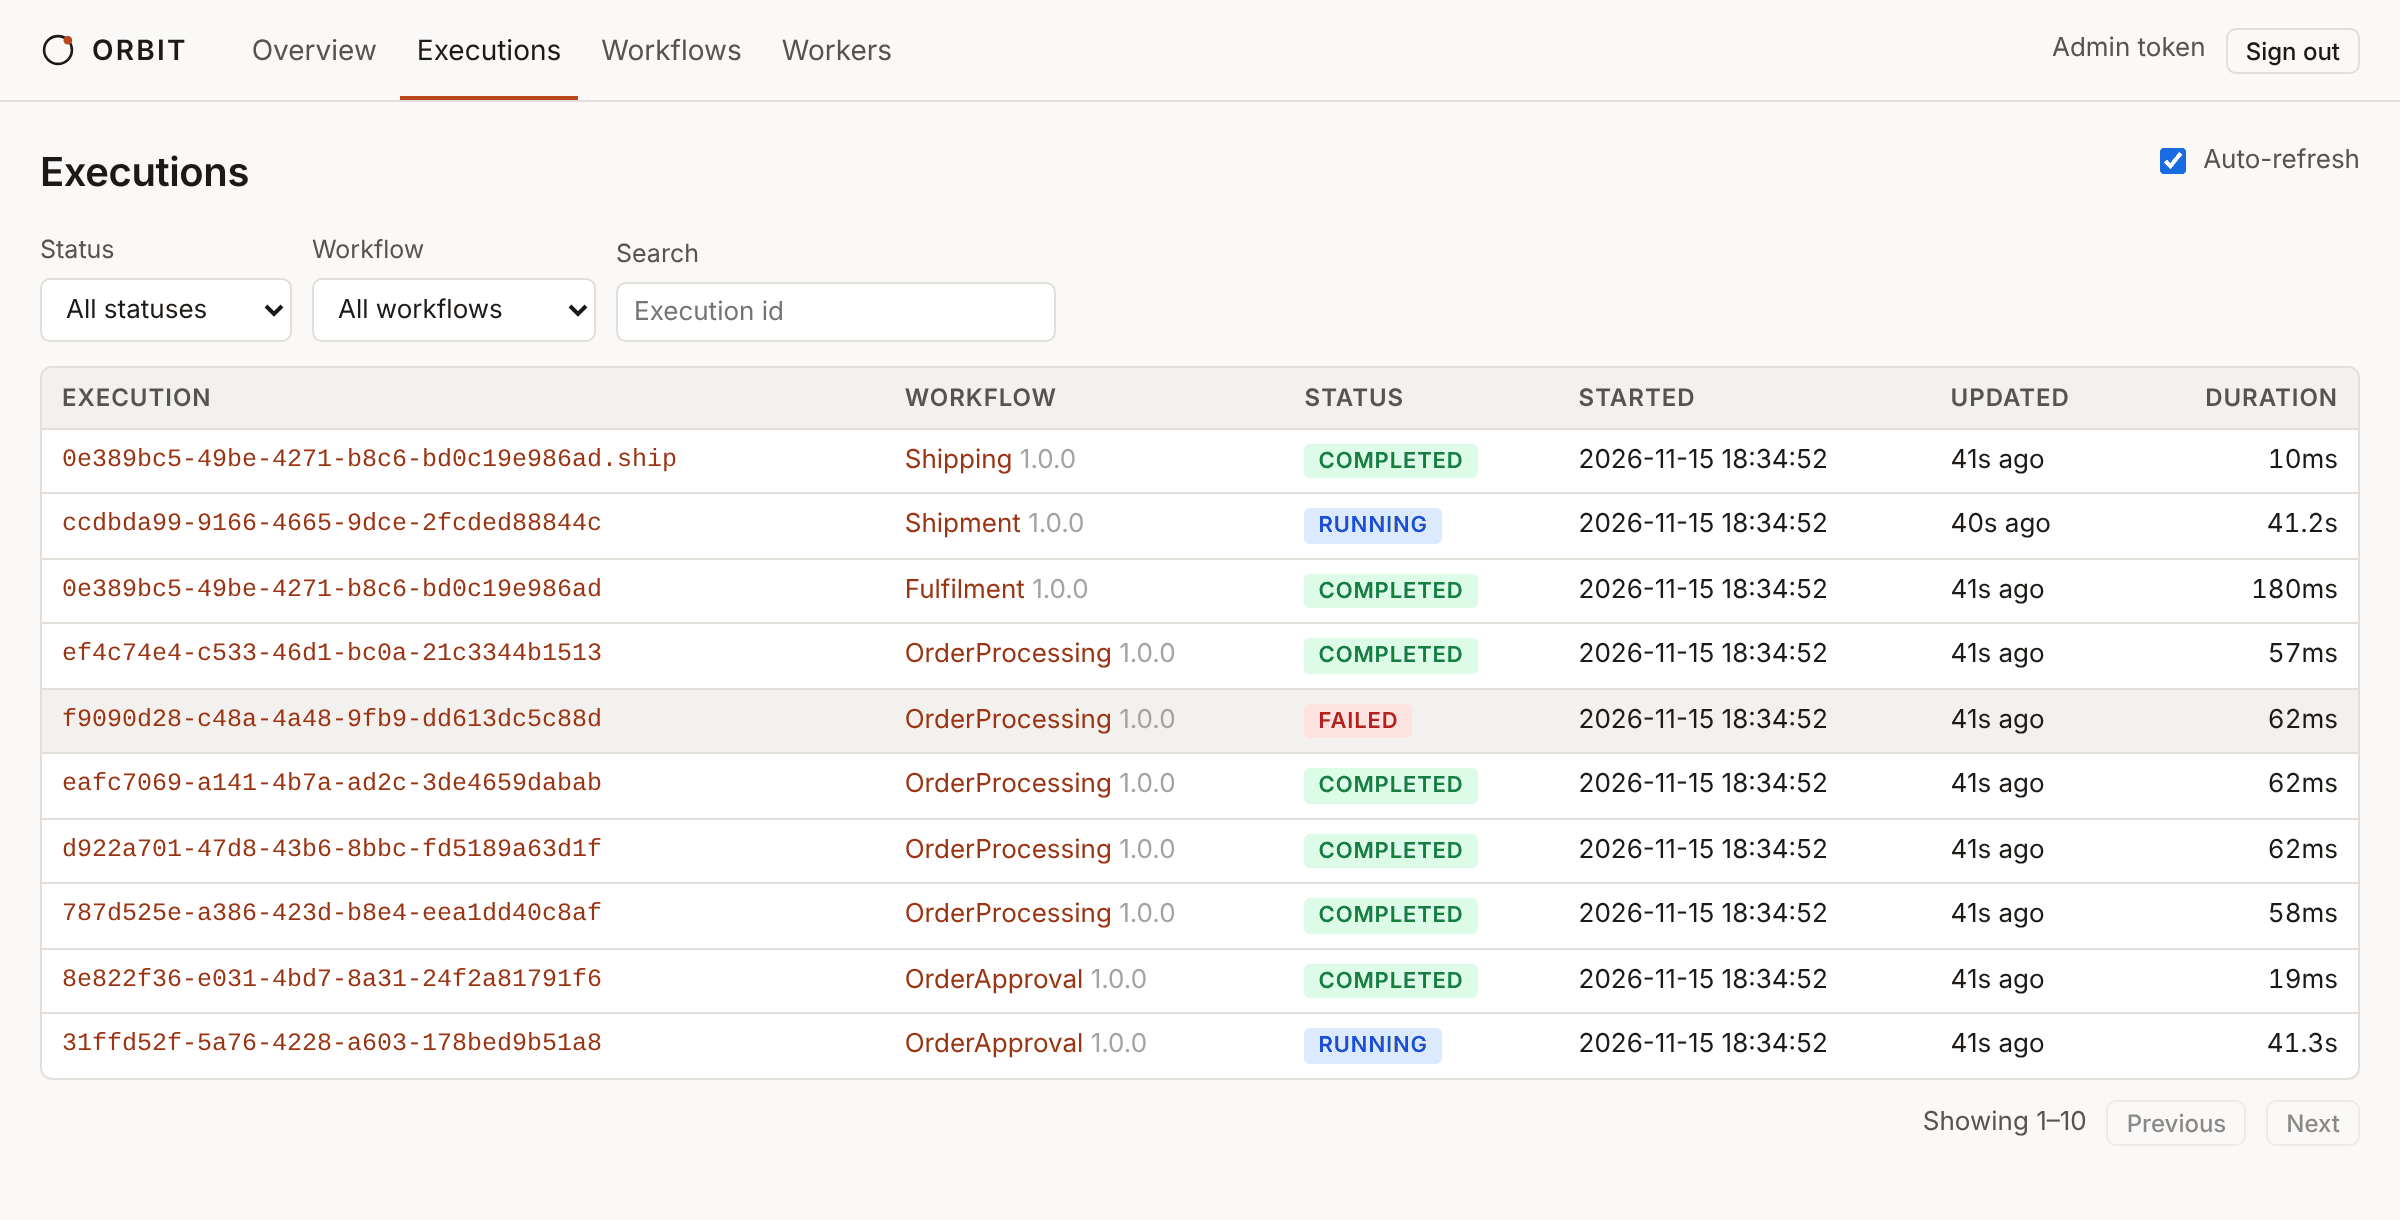 ORBIT Overview Executions Workflows Workers Admin token Sign out
Executions Auto-refresh
Status Workflow Search
All statuses All workflows Execution id
EXECUTION WORKFLOW STATUS STARTED UPDATED DURATION
0e389bc5-49be-4271-b8c6-bd0c19e986ad.ship Shipping 1.0.0 COMPLETED 2026-11-15 18:34:52 41s ago 10ms
ccdbda99-9166-4665-9dce-2fcded88844c Shipment 1.0.0 RUNNING 2026-11-15 18:34:52 40s ago 41.2s
0e389bc5-49be-4271-b8c6-bd0c19e986ad Fulfilment 1.0.0 COMPLETED 2026-11-15 18:34:52 41s ago 180ms
ef4c74e4-c533-46d1-bc0a-21c3344b1513 OrderProcessing 1.0.0 COMPLETED 2026-11-15 18:34:52 41s ago 57ms
f9090d28-c48a-4a48-9fb9-dd613dc5c88d OrderProcessing 1.0.0 FAILED 2026-11-15 18:34:52 41s ago 62ms
eafc7069-a141-4b7a-ad2c-3de4659dabab OrderProcessing 1.0.0 COMPLETED 2026-11-15 18:34:52 41s ago 62ms
d922a701-47d8-43b6-8bbc-fd5189a63d1f OrderProcessing 1.0.0 COMPLETED 2026-11-15 18:34:52 41s ago 62ms
787d525e-a386-423d-b8e4-eea1dd40c8af OrderProcessing 1.0.0 COMPLETED 2026-11-15 18:34:52 41s ago 58ms
8e822f36-e031-4bd7-8a31-24f2a81791f6 OrderApproval 1.0.0 COMPLETED 2026-11-15 18:34:52 41s ago 19ms
31ffd52f-5a76-4228-a603-178bed9b51a8 OrderApproval 1.0.0 RUNNING 2026-11-15 18:34:52 41s ago 41.3s
Showing 1–10 Previous Next